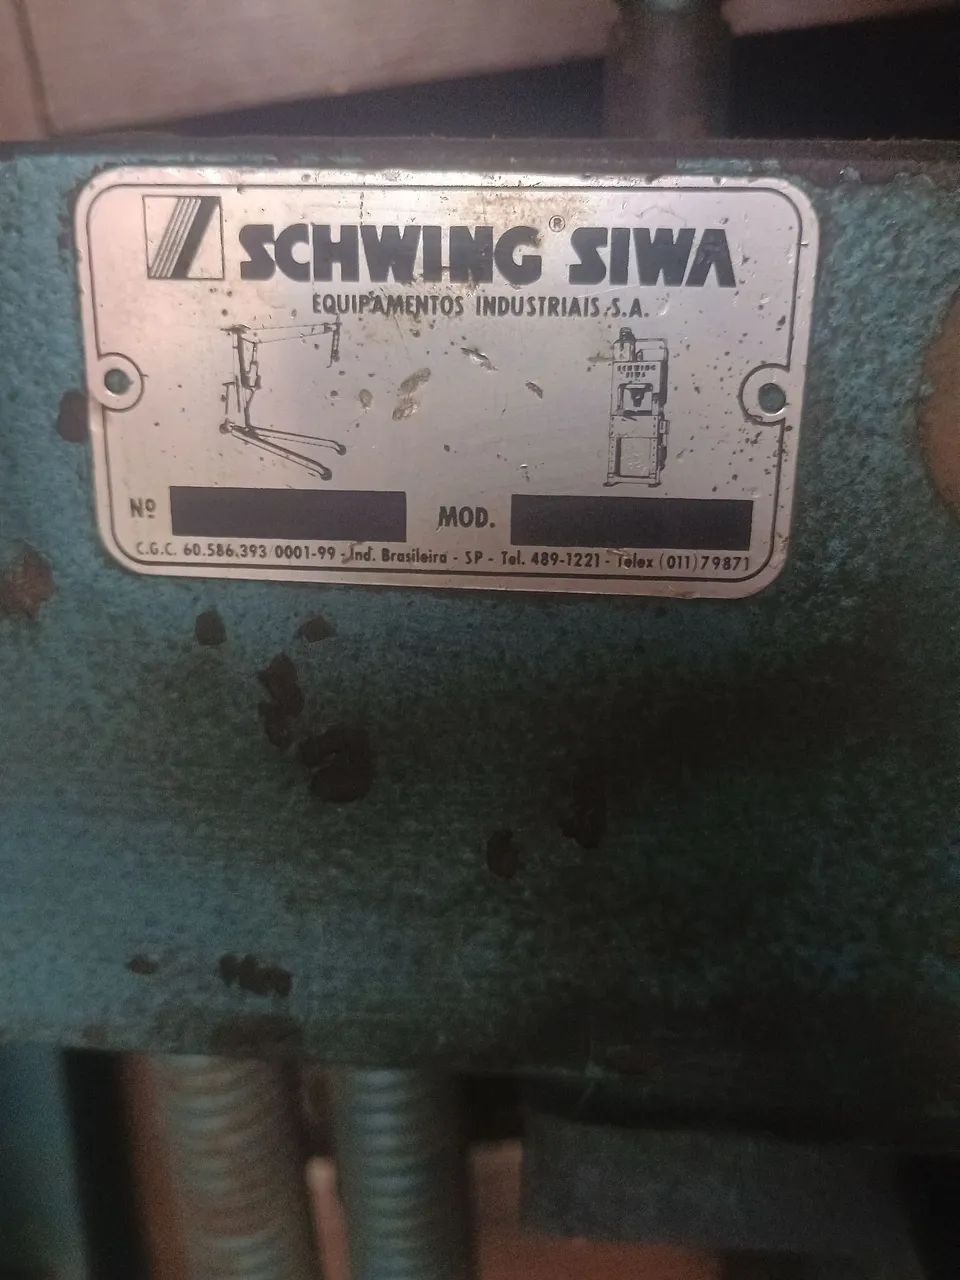 SCHWING® SIWA
EQUIPAMENTOS INDUSTRIAIS S.A.
SCHWING
SIWA
Nº MOD.
C.G.C. 60.586.393/0001-99 - Ind. Brasileira - SP - Tel. 489-1221 - Telex (011) 79871